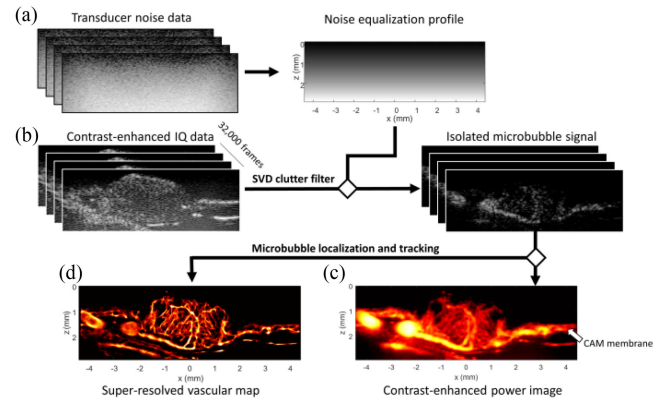 (a)
Transducer noise data
Noise equalization profile
z (mm)
0
2
-4 -3 -2 -1 0 1 2 3 4
x (mm)
(b)
Contrast-enhanced IQ data
32,000 frames
Isolated microbubble signal
SVD clutter filter
Microbubble localization and tracking
(d)
(c)
z (mm)
0
1
2
-4 -3 -2 -1 0 1 2 3 4
x (mm)
Super-resolved vascular map
z (mm)
0
1
2
-4 -3 -2 -1 0 1 2 3 4
x (mm)
Contrast-enhanced power image
CAM membrane